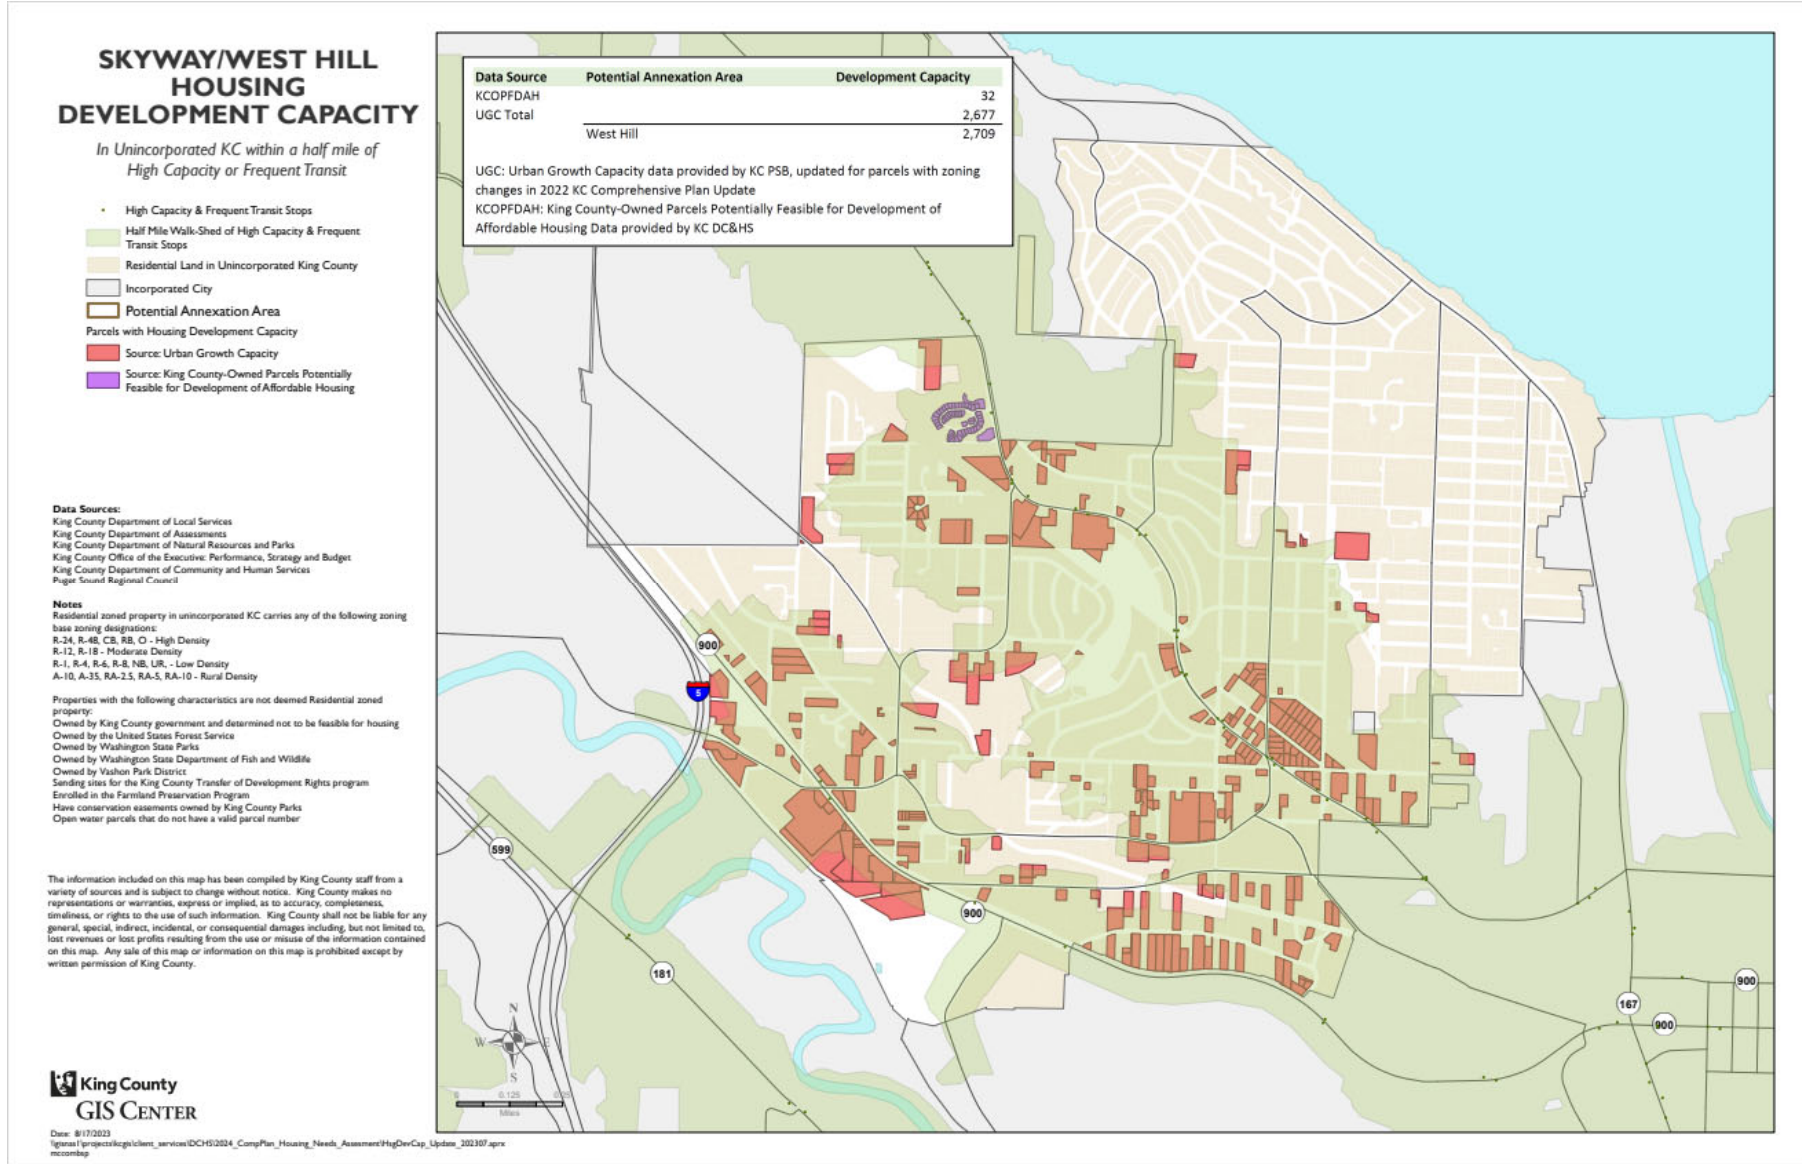 SKYWAY/WEST HILL
HOUSING
DEVELOPMENT CAPACITY
In Unincorporated KC within a half mile of
High Capacity or Frequent Transit
High Capacity & Frequent Transit Stops
Half Mile Walk-Shed of High Capacity & Frequent
Transit Stops
Residential Land in Unincorporated King County
Incorporated City
Potential Annexation Area
Parcels with Housing Development Capacity
Source: Urban Growth Capacity
Source: King County-Owned Parcels Potentially
Feasible for Development of Affordable Housing
Data Sources:
King County Department of Local Services
King County Department of Assessments
King County Department of Natural Resources and Parks
King County Office of the Executive: Performance, Strategy and Budget
King County Department of Community and Human Services
Puget Sound Regional Council
Notes
Residential zoned property in unincorporated KC carries any of the following zoning
base zoning designations:
R-24, R-48, CB, RB, O - High Density
R-12, R-18 - Moderate Density
R-1, R-4, R-6, R-8, NB, UR, - Low Density
A-10, A-35, RA-2.5, RA-5, RA-10 - Rural Density
Properties with the following characteristics are not deemed Residential zoned
property:
Owned by King County government and determined not to be feasible for housing
Owned by the United States Forest Service
Owned by Washington State Parks
Owned by Washington State Department of Fish and Wildlife
Owned by Vashon Park District
Sending sites for the King County Transfer of Development Rights program
Enrolled in the Farmland Preservation Program
Have conservation easements owned by King County Parks
Open water parcels that do not have a valid parcel number
The information included on this map has been compiled by King County staff from a
variety of sources and is subject to change without notice. King County makes no
representations or warranties, express or implied, as to accuracy, completeness,
timeliness, or rights to the use of such information. King County shall not be liable for any
general, special, indirect, incidental, or consequential damages including, but not limited to,
lost revenues or lost profits resulting from the use or misuse of the information contained
on this map. Any sale of this map or information on this map is prohibited except by
written permission of King County.
King County
GIS CENTER
Date: 8/17/2023
\\gisnas1\projects\kcgis\client_services\DCHS\2024_CompPlan_Housing_Needs_Assesment\HsgDevCap_Update_202307.aprx
mccombsp
Data Source Potential Annexation Area Development Capacity
KCOPFDAH 32
UGC Total 2,677
West Hill 2,709
UGC: Urban Growth Capacity data provided by KC PSB, updated for parcels with zoning
changes in 2022 KC Comprehensive Plan Update
KCOPFDAH: King County-Owned Parcels Potentially Feasible for Development of
Affordable Housing Data provided by KC DC&HS
900
5
599
900
181
900
167
900
N
W E
S
0 0.125
Miles